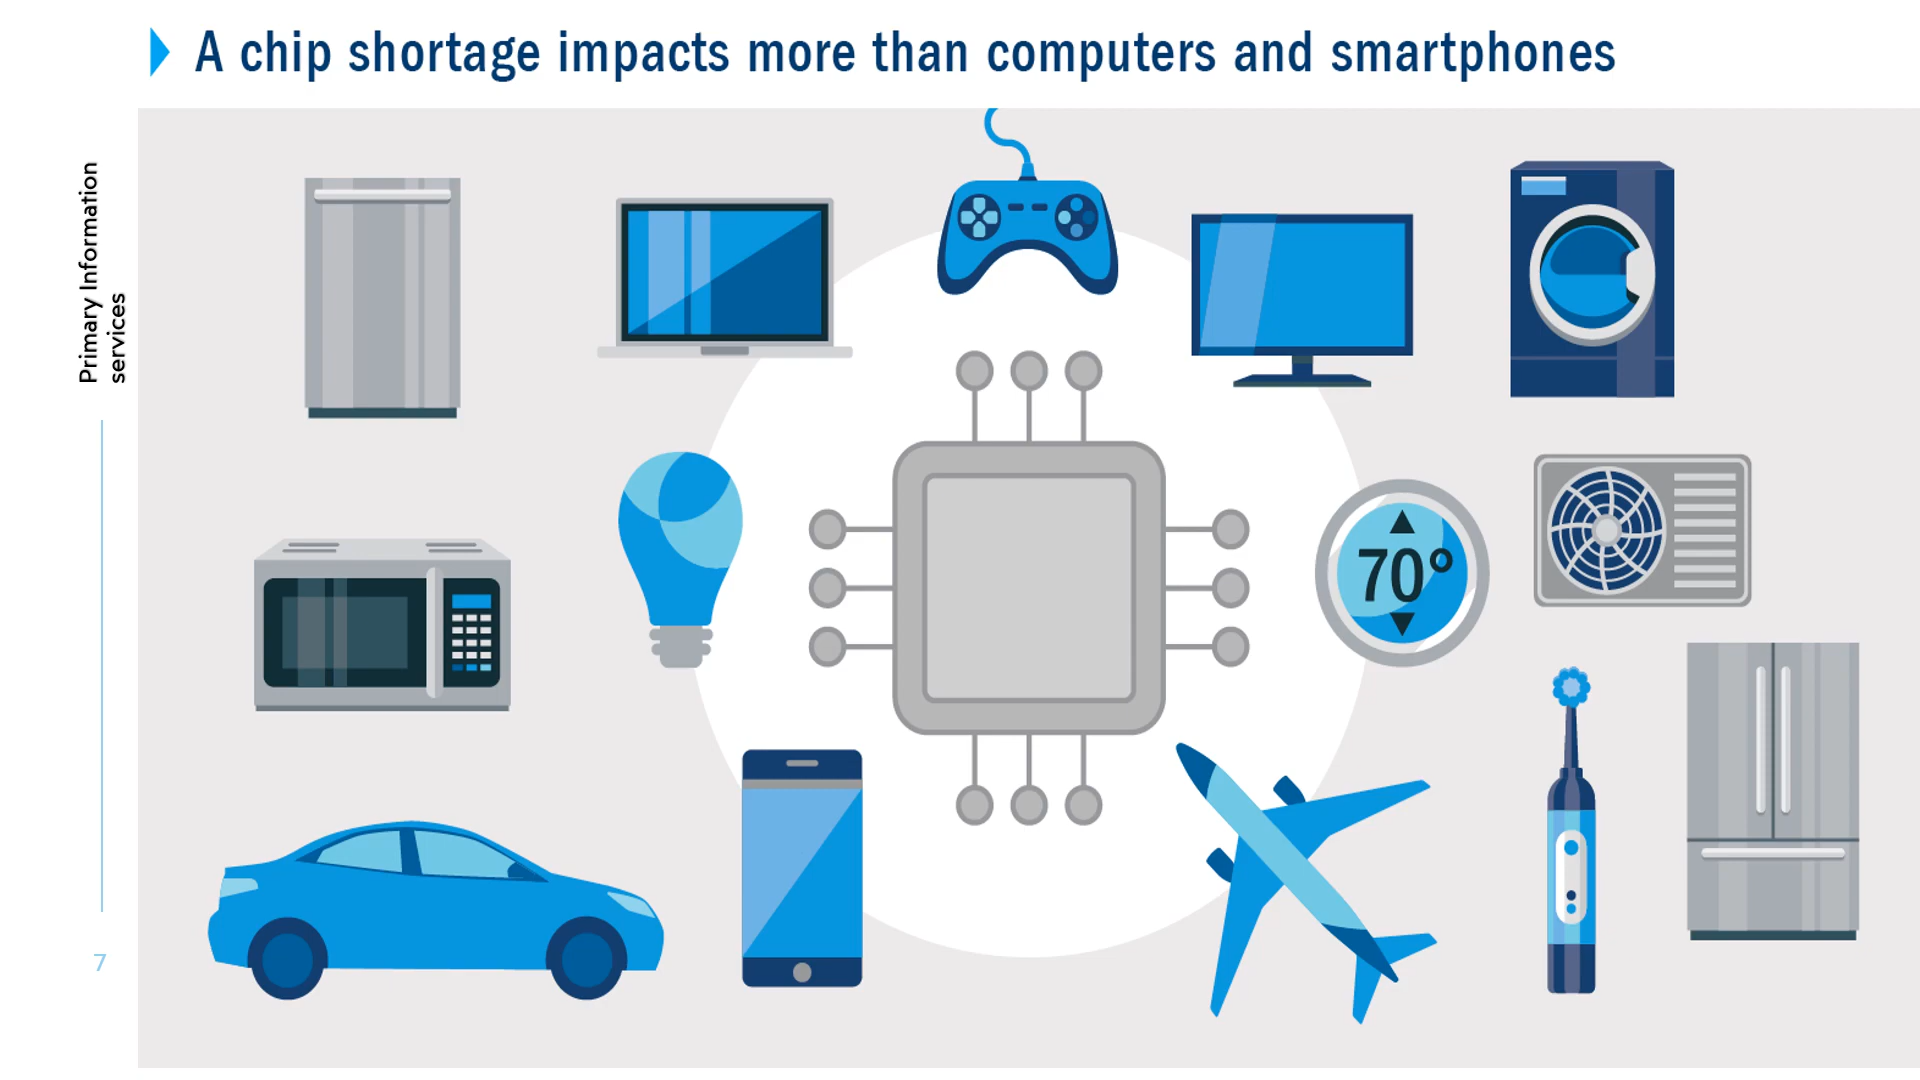 A chip shortage impacts more than computers and smartphones
Primary Information
services
70°
7